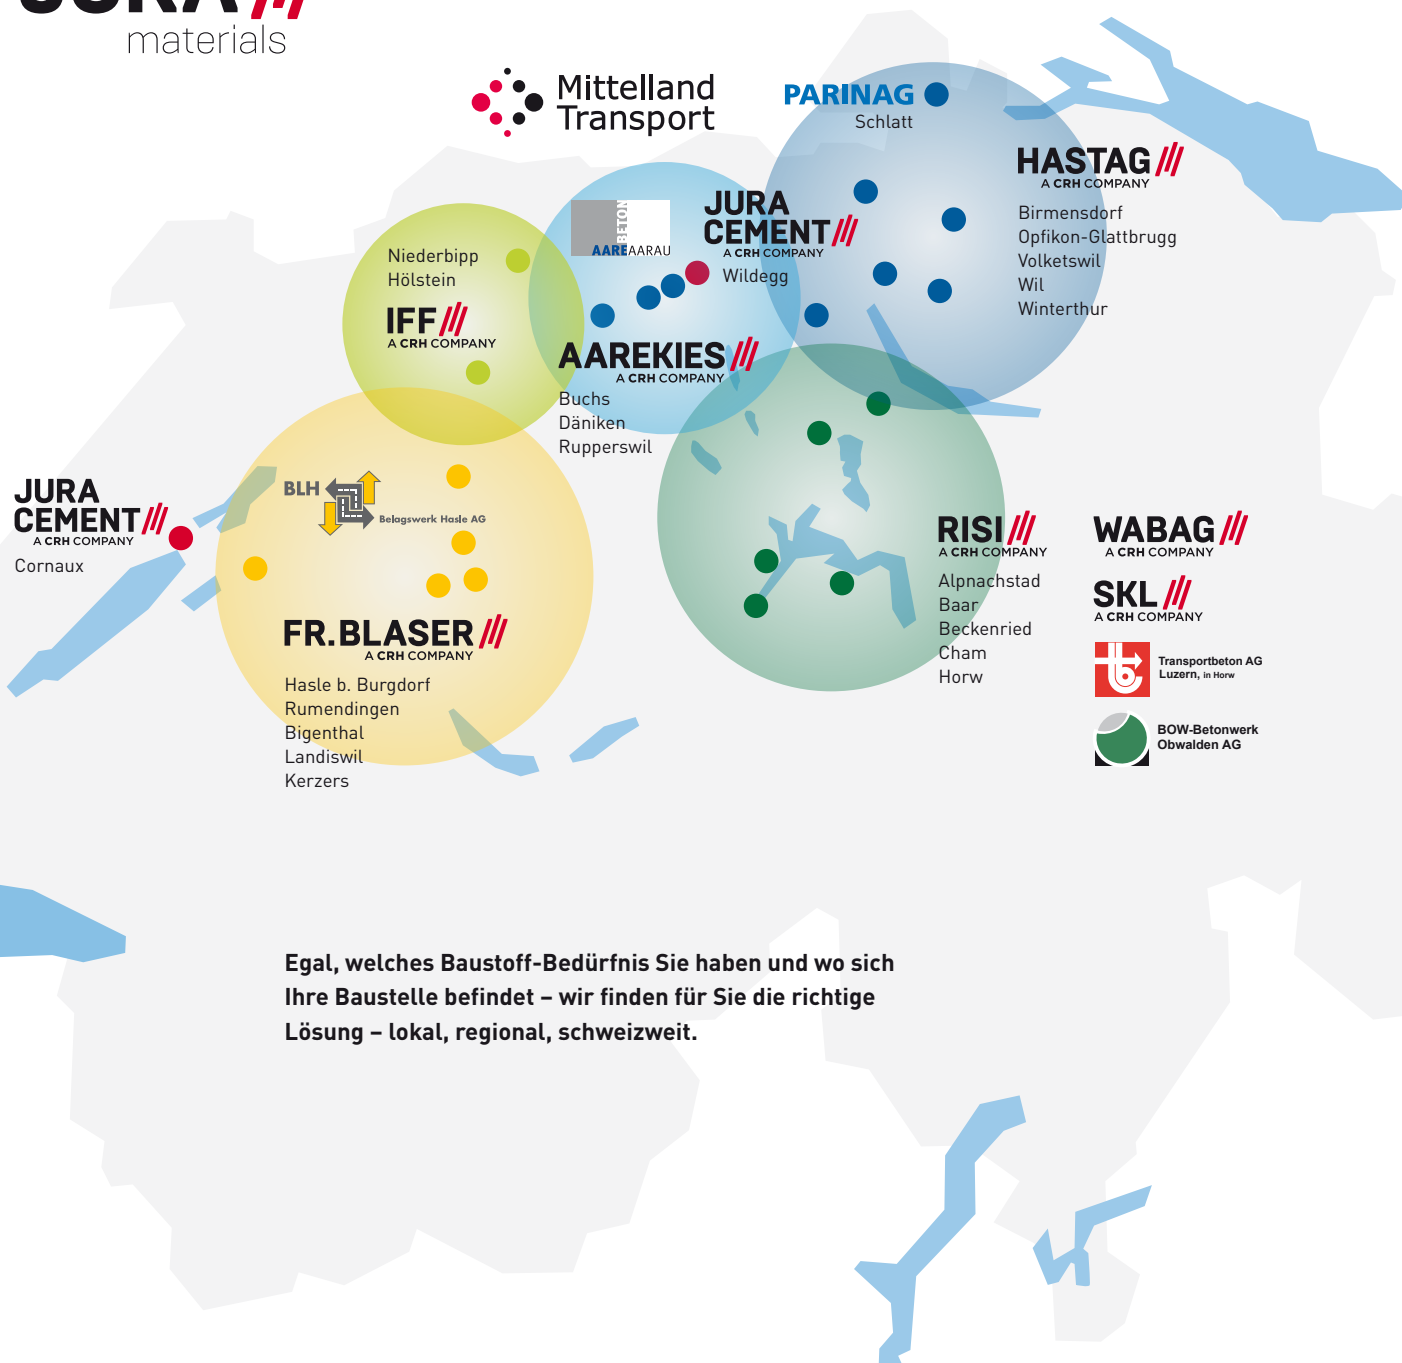 JURA
materials
Mittelland
Transport
PARINAG
Schlatt
HASTAG
A CRH COMPANY
Birmensdorf
Opfikon-Glattbrugg
Volketswil
Wil
Winterthur
BETON
AAREAARAU
JURA
CEMENT
A CRH COMPANY
Wildegg
Niederbipp
Hölstein
IFF
A CRH COMPANY
AAREKIES
A CRH COMPANY
Buchs
Däniken
Rupperswil
JURA
CEMENT
A CRH COMPANY
Cornaux
BLH
Belagswerk Hasle AG
FR.BLASER
A CRH COMPANY
Hasle b. Burgdorf
Rumendingen
Bigenthal
Landiswil
Kerzers
RISI
A CRH COMPANY
Alpnachstad
Baar
Beckenried
Cham
Horw
WABAG
A CRH COMPANY
SKL
A CRH COMPANY
Transportbeton AG
Luzern, in Horw
BOW-Betonwerk
Obwalden AG
Egal, welches Baustoff-Bedürfnis Sie haben und wo sich
Ihre Baustelle befindet – wir finden für Sie die richtige
Lösung – lokal, regional, schweizweit.